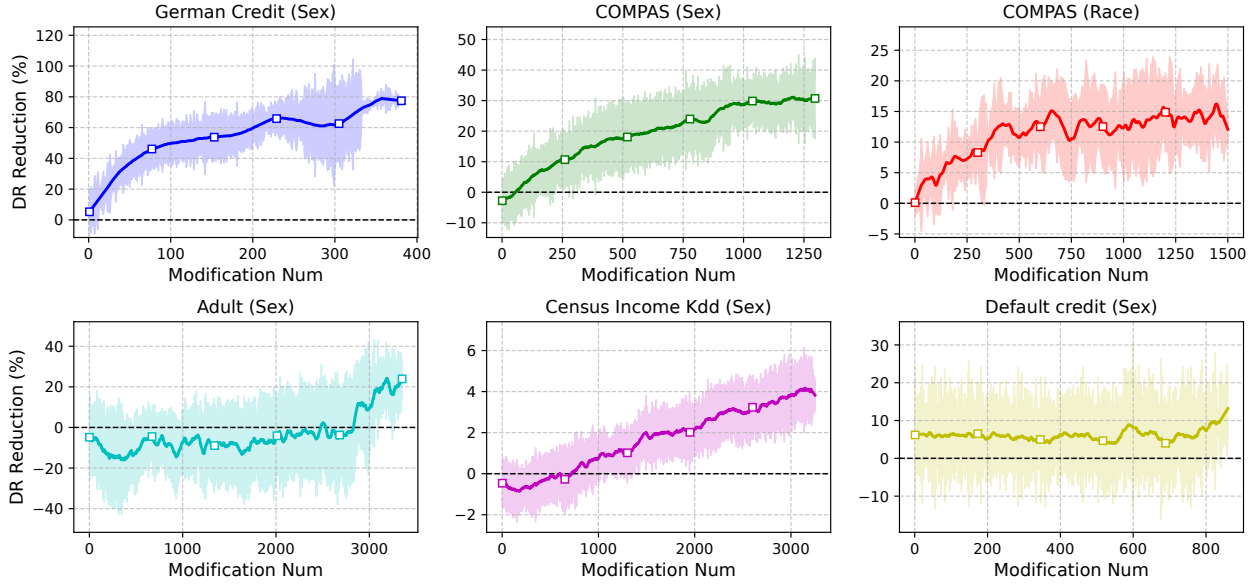 German Credit (Sex)
COMPAS (Sex)
COMPAS (Race)
DR Reduction (%)
120
100
80
60
40
20
0
0 100 200 300 400
Modification Num
50
40
30
20
10
0
−10
0 250 500 750 1000 1250
Modification Num
25
20
15
10
5
0
−5
0 250 500 750 1000 1250 1500
Modification Num
Adult (Sex)
Census Income Kdd (Sex)
Default credit (Sex)
DR Reduction (%)
40
20
0
−20
−40
0 1000 2000 3000
Modification Num
6
4
2
0
−2
0 1000 2000 3000
Modification Num
30
20
10
0
−10
0 200 400 600 800
Modification Num